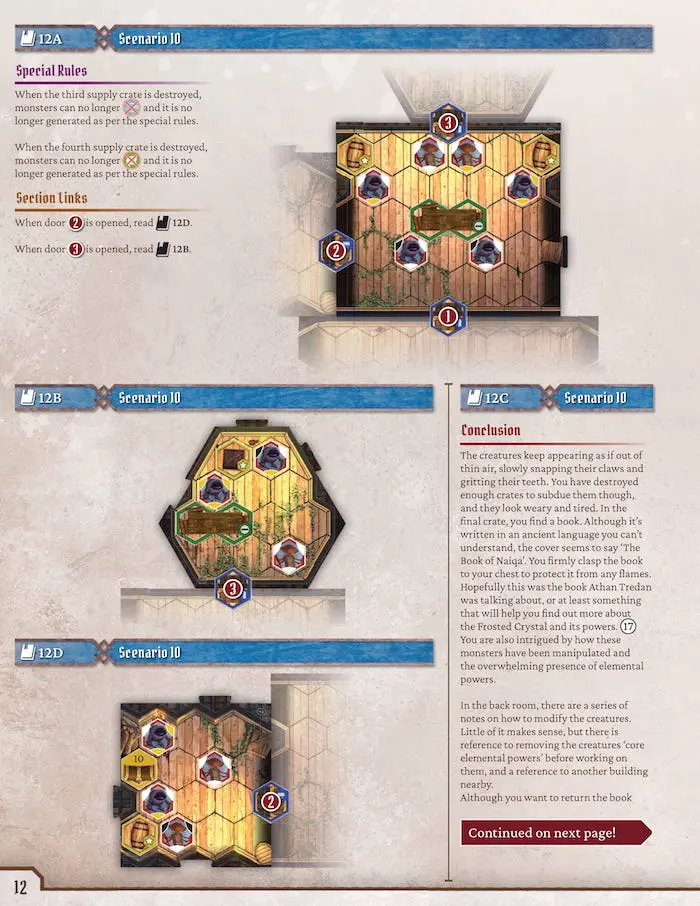 12A Scenario 10
Special Rules
When the third supply crate is destroyed,
monsters can no longer and it is no
longer generated as per the special rules.
When the fourth supply crate is destroyed,
monsters can no longer and it is no
longer generated as per the special rules.
Section Links
When door 2 is opened, read 12D.
When door 3 is opened, read 12B.
3
2
1
12B Scenario 10
3
12D Scenario 10
10
2
12C Scenario 10
Conclusion
The creatures keep appearing as if out of
thin air, slowly snapping their claws and
gritting their teeth. You have destroyed
enough crates to subdue them though,
and they look weary and tired. In the
final crate, you find a book. Although it's
written in an ancient language you can't
understand, the cover seems to say 'The
Book of Naiqa'. You firmly clasp the book
to your chest to protect it from any flames.
Hopefully this was the book Athan Tredan
was talking about, or at least something
that will help you find out more about
the Frosted Crystal and its powers. 17
You are also intrigued by how these
monsters have been manipulated and
the overwhelming presence of elemental
powers.
In the back room, there are a series of
notes on how to modify the creatures.
Little of it makes sense, but there is
reference to removing the creatures 'core
elemental powers' before working on
them, and a reference to another building
nearby.
Although you want to return the book
Continued on next page!
12